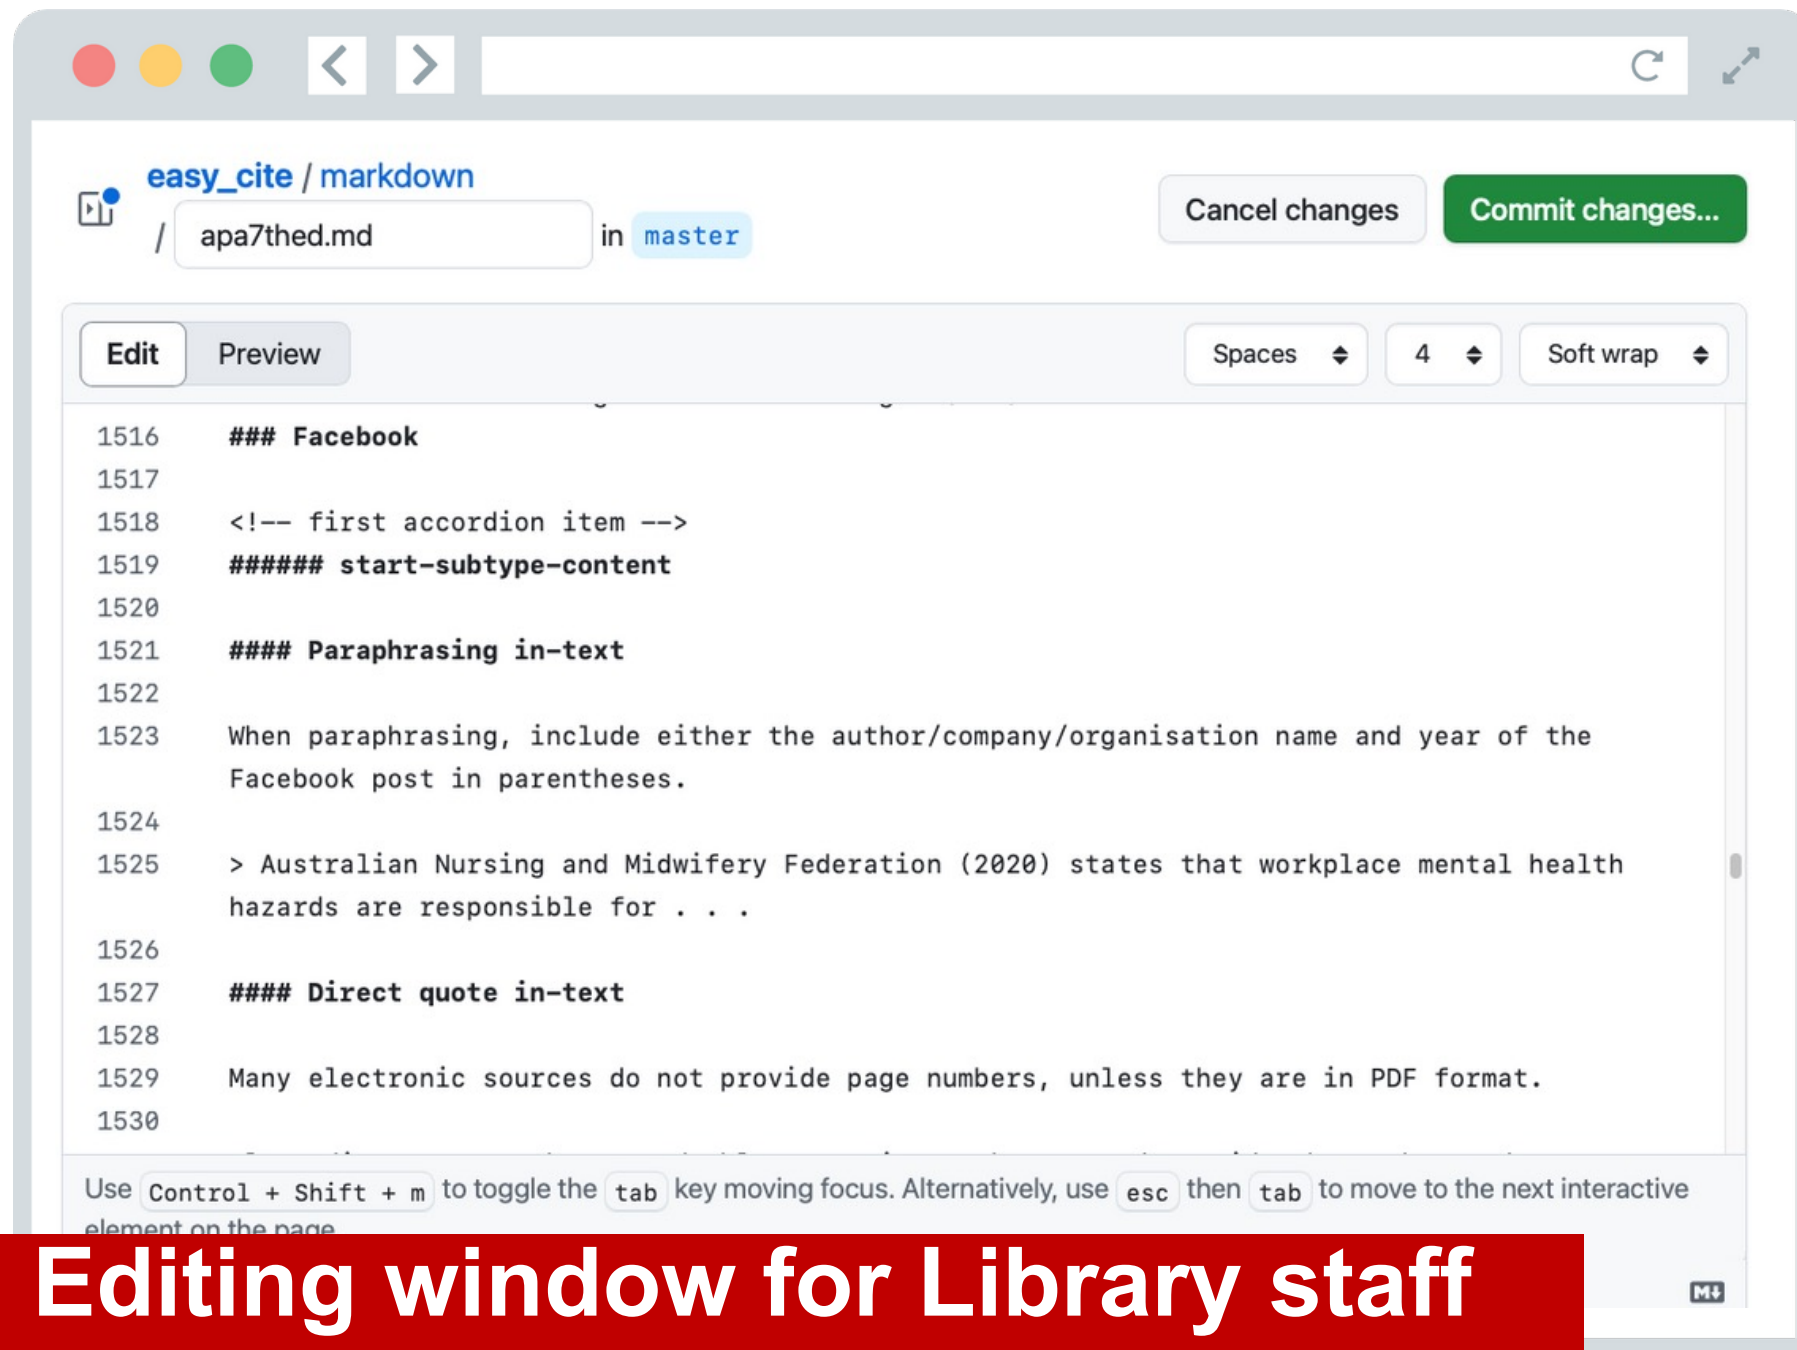 easy_cite / markdown
/ apa7thed.md in master
Cancel changes
Commit changes...
Edit
Preview
Spaces
4
Soft wrap
1516 ### Facebook
1517
1518 <!-- first accordion item -->
1519 ###### start-subtype-content
1520
1521 #### Paraphrasing in-text
1522
1523 When paraphrasing, include either the author/company/organisation name and year of the
Facebook post in parentheses.
1524
1525 > Australian Nursing and Midwifery Federation (2020) states that workplace mental health
hazards are responsible for . . .
1526
1527 #### Direct quote in-text
1528
1529 Many electronic sources do not provide page numbers, unless they are in PDF format.
1530
Use Control + Shift + m to toggle the tab key moving focus. Alternatively, use esc then tab to move to the next interactive
element on the page
Editing window for Library staff
M